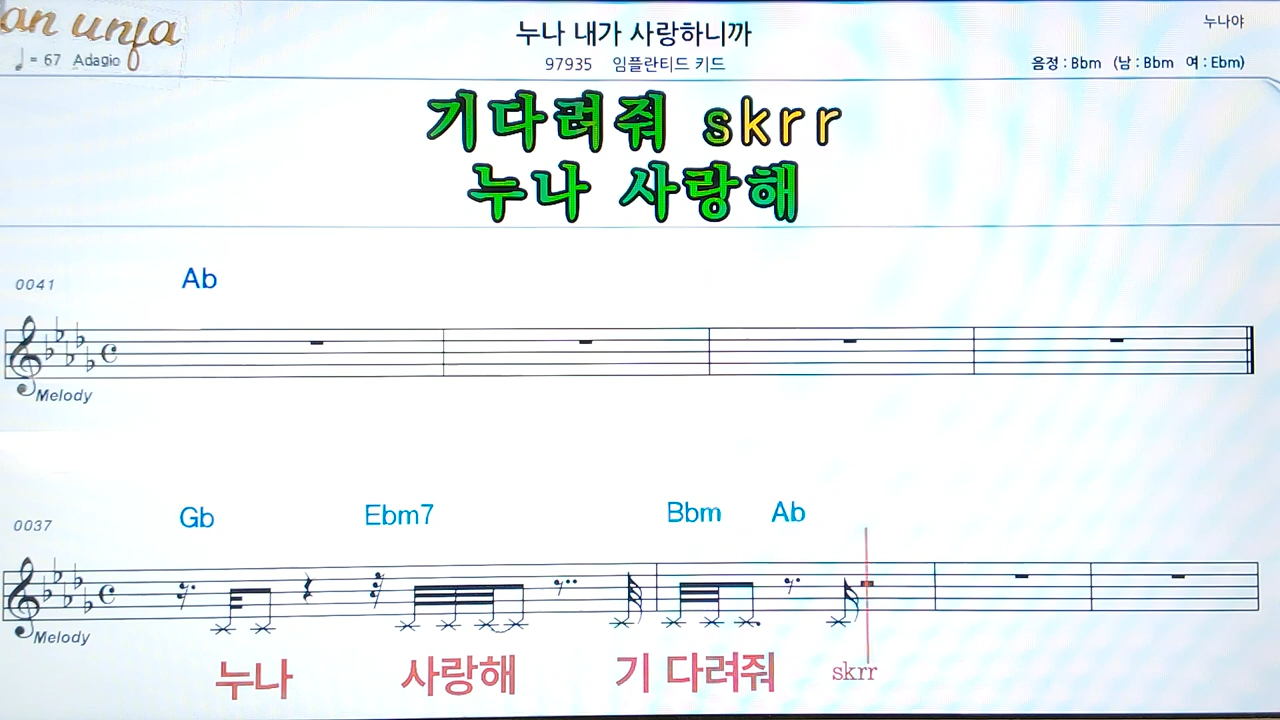 an unja
♩ = 67 Adagio
누나 내가 사랑하니까
97935 임플란티드 키드
누나야
음정 : Bbm (남 : Bbm 여 : Ebm)
기다려줘 skrr
누나 사랑해
0041 Ab
Melody
0037 Gb Ebm7 Bbm Ab
Melody
누나 사랑해 기 다려줘 skrr